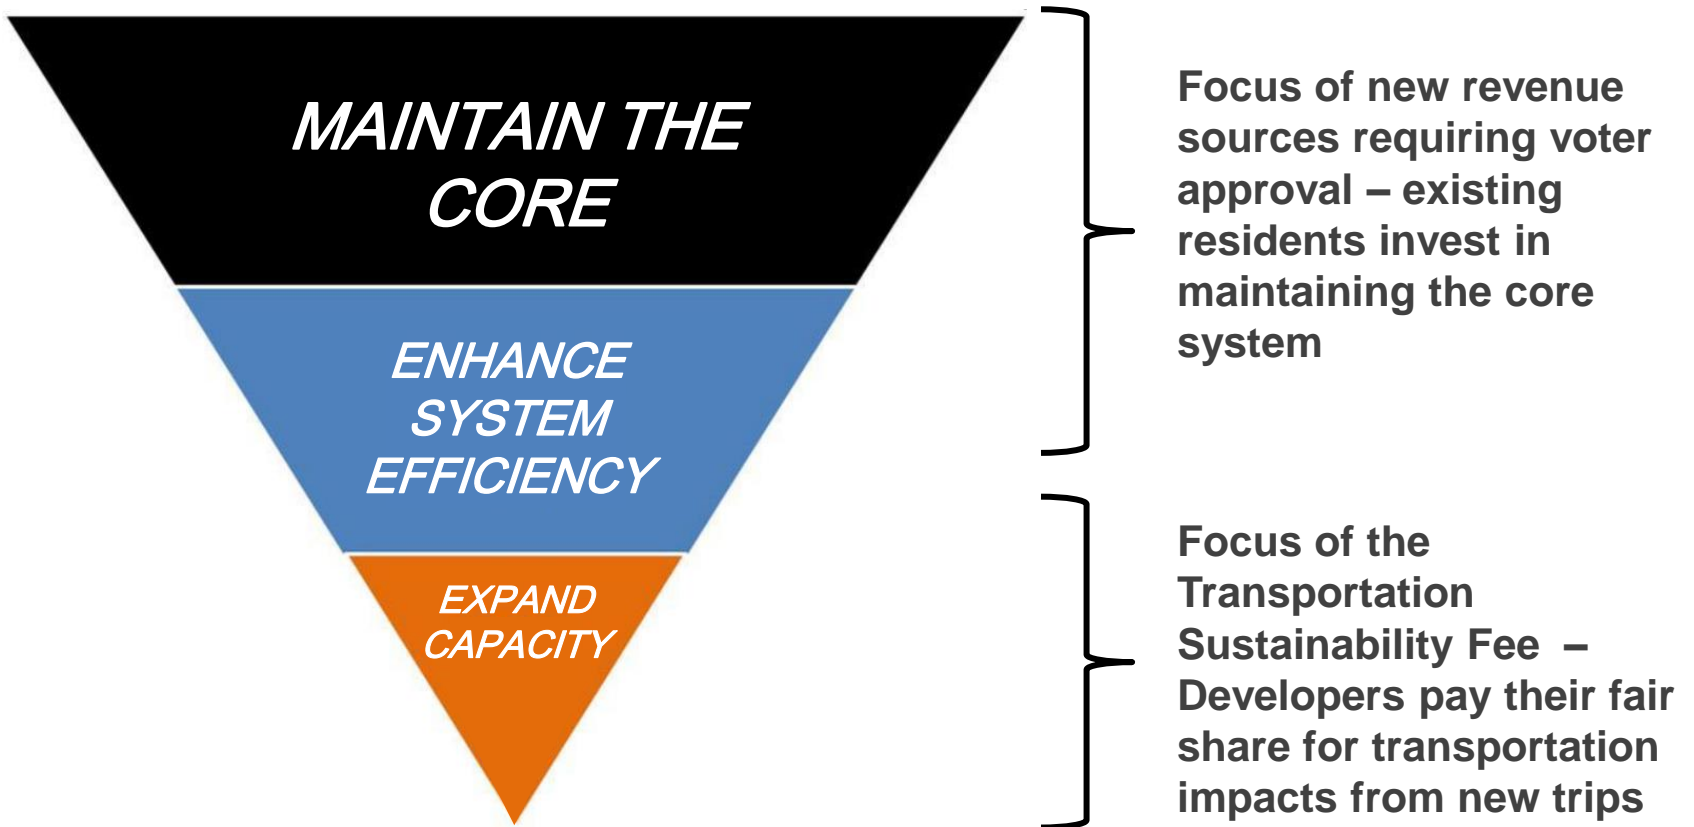 MAINTAIN THE
CORE
ENHANCE
SYSTEM
EFFICIENCY
EXPAND
CAPACITY
Focus of new revenue
sources requiring voter
approval – existing
residents invest in
maintaining the core
system
Focus of the
Transportation
Sustainability Fee –
Developers pay their fair
share for transportation
impacts from new trips